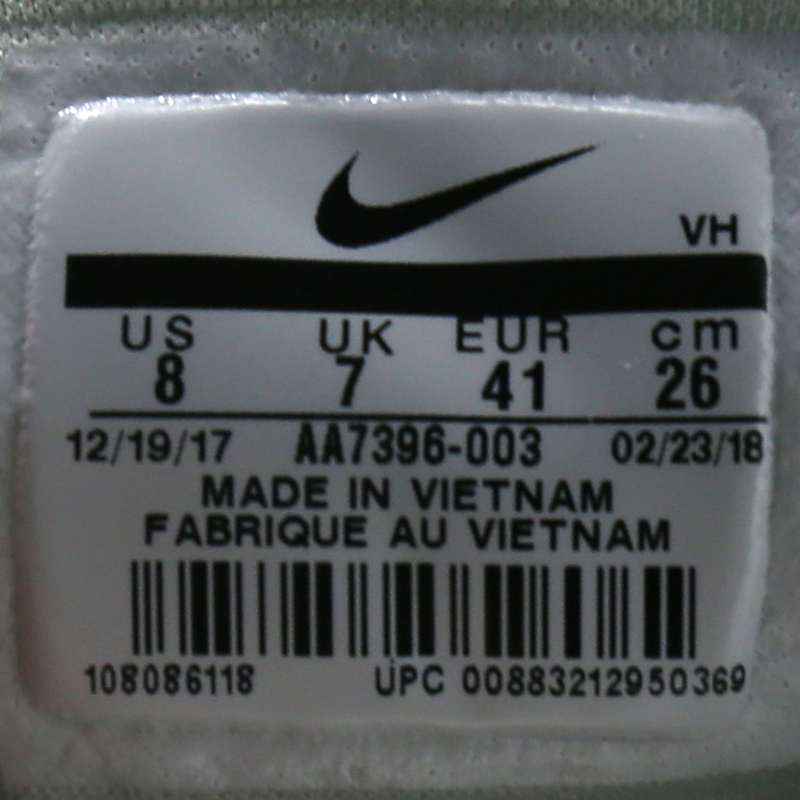 VH
US UK EUR cm
8 7 41 26
12/19/17 AA7396-003 02/23/18
MADE IN VIETNAM
FABRIQUE AU VIETNAM
108086118 UPC 00883212950369